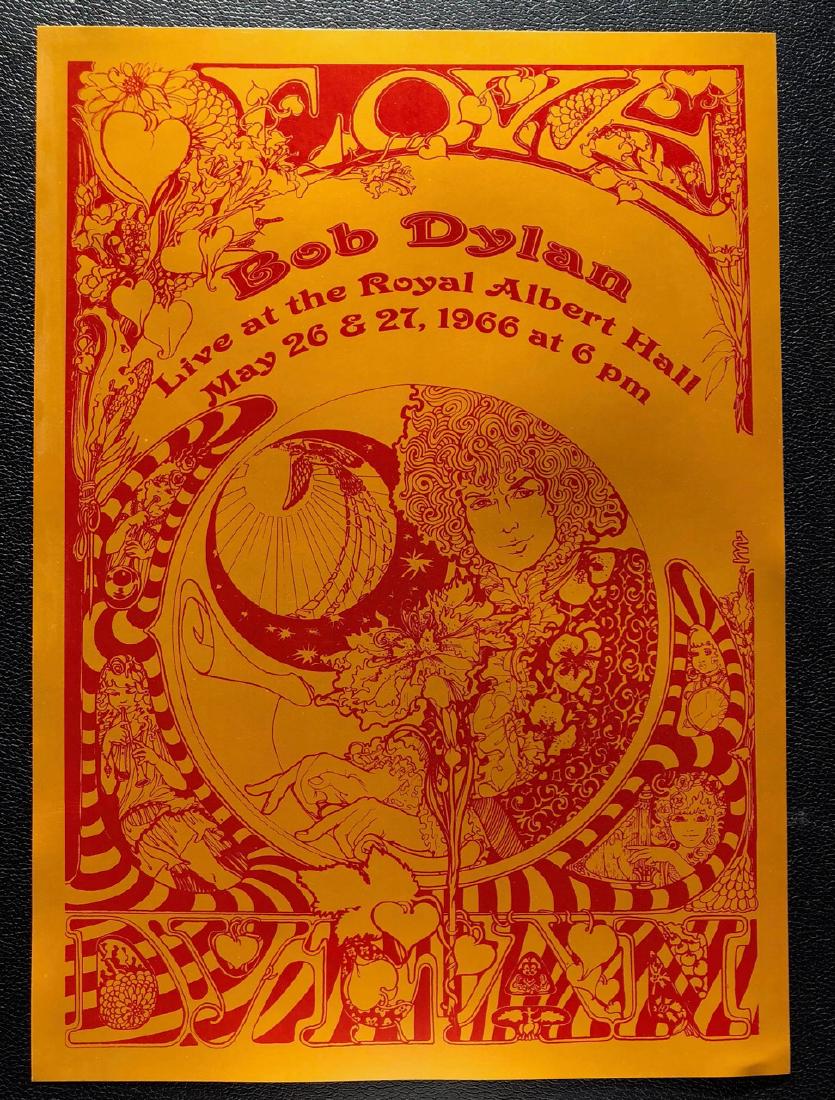 LOVE
Bob Dylan
Live at the Royal Albert Hall
May 26 & 27, 1966 at 6 pm
DYLAN